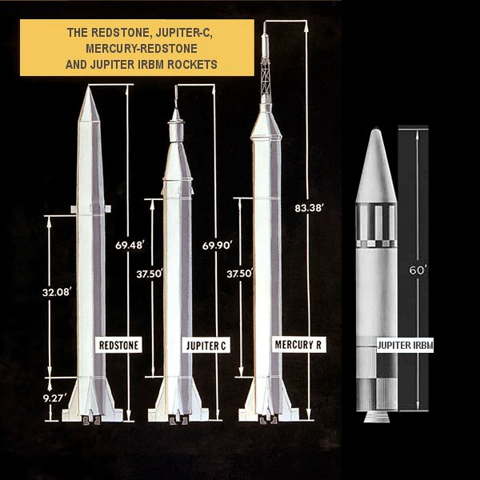 THE REDSTONE, JUPITER-C,
MERCURY-REDSTONE
AND JUPITER IRBM ROCKETS
83.38'
69.48'
69.90'
37.50'
37.50'
60'
32.08'
REDSTONE
JUPITER C
MERCURY R
JUPITER IRBM
9.27'